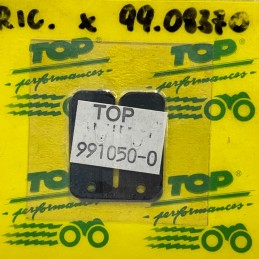 RIC. x 99.08370
TOP
performances
TOP
performances
TOP
991050-0
TOP
performances
TOP
performances